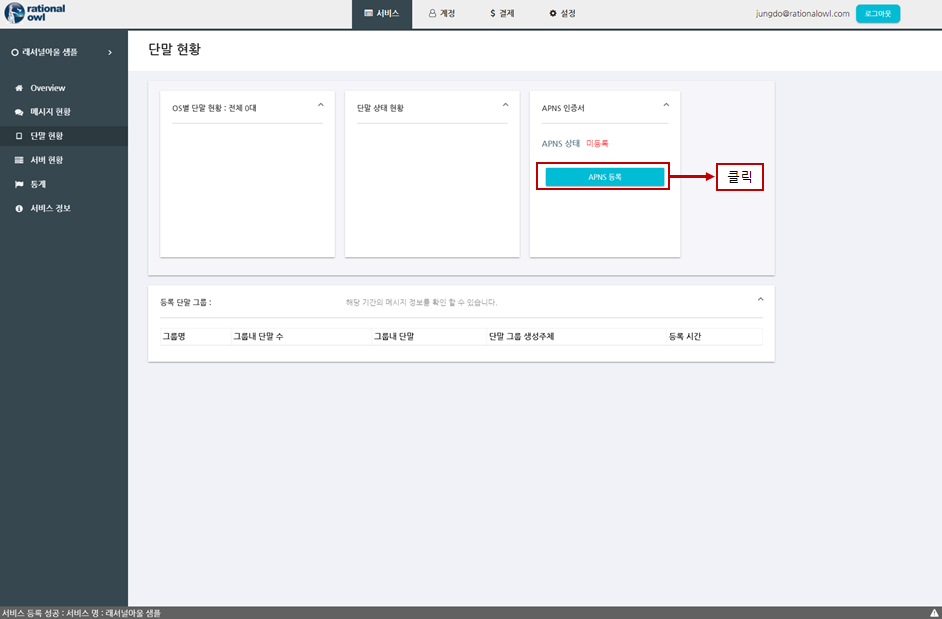 rational
owl
서비스
계정
$ 결제
설정
jungdo@rationalowl.com
로그아웃
래셔널아울 샘플
단말 현황
Overview
메시지 현황
단말 현황
서버 현황
통계
서비스 정보
OS별 단말 현황 : 전체 0대
단말 상태 현황
APNS 인증서
APNS 상태 미등록
APNS 등록
클릭
등록 단말 그룹 :
해당 기간의 메시지 정보를 확인 할 수 있습니다.
그룹명 그룹내 단말 수 그룹내 단말 단말 그룹 생성주체 등록 시간
서비스 등록 성공 : 서비스 명 : 래셔널아울 샘플